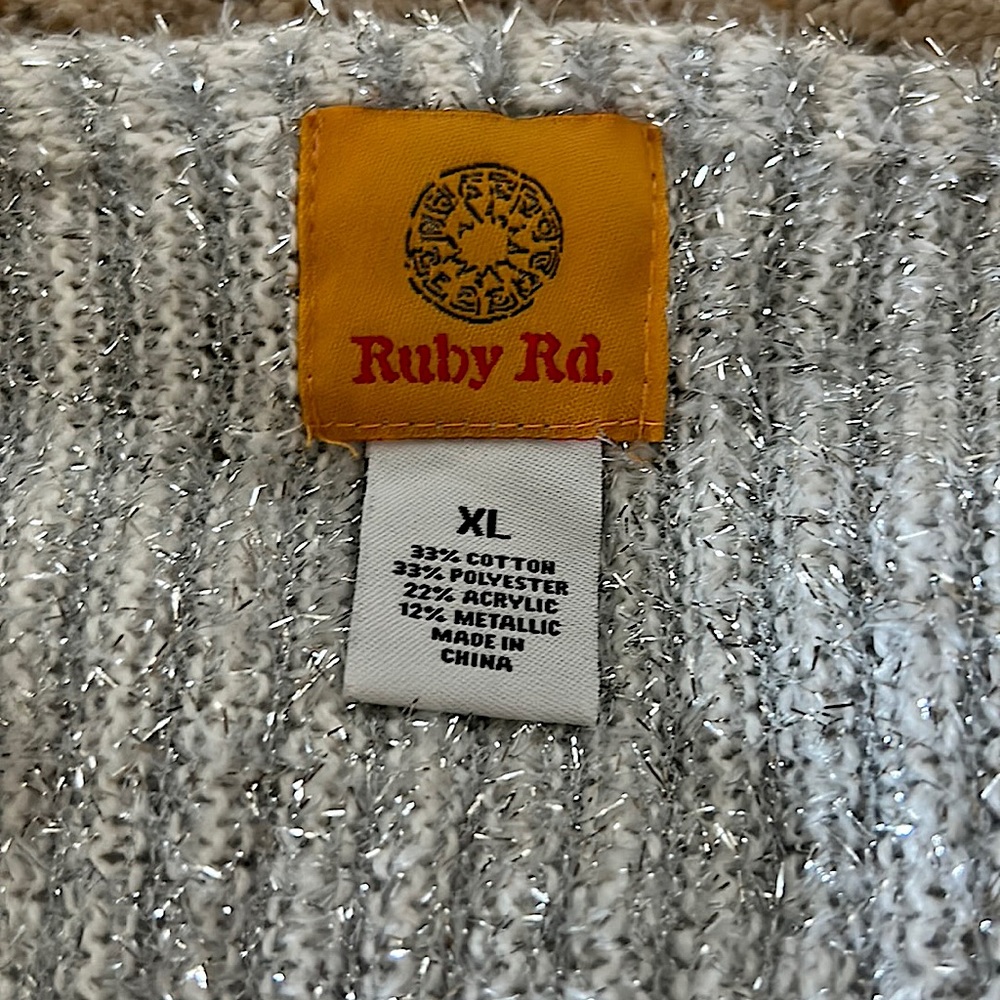 Ruby Rd.
XL
33% COTTON
33% POLYESTER
22% ACRYLIC
12% METALLIC
MADE IN
CHINA